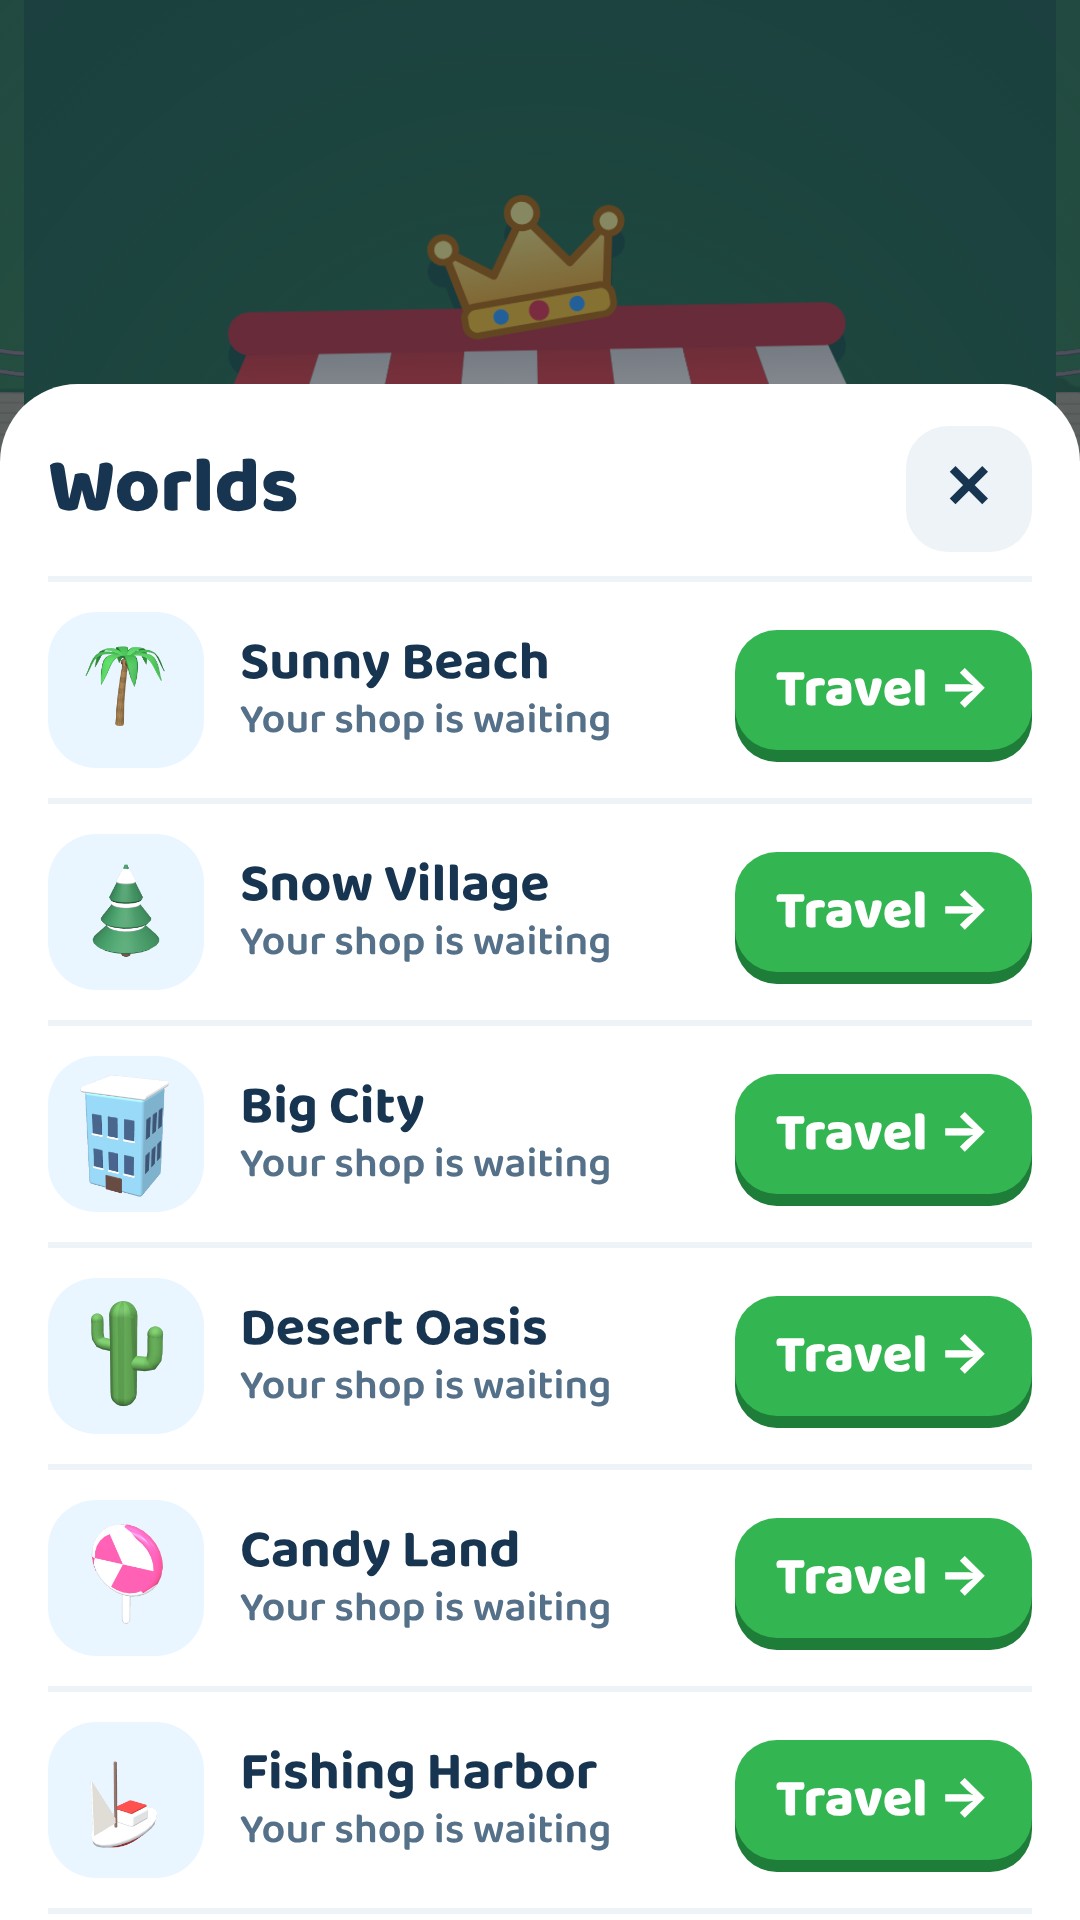 Worlds
Sunny Beach
Your shop is waiting
Travel →
Snow Village
Your shop is waiting
Travel →
Big City
Your shop is waiting
Travel →
Desert Oasis
Your shop is waiting
Travel →
Candy Land
Your shop is waiting
Travel →
Fishing Harbor
Your shop is waiting
Travel →